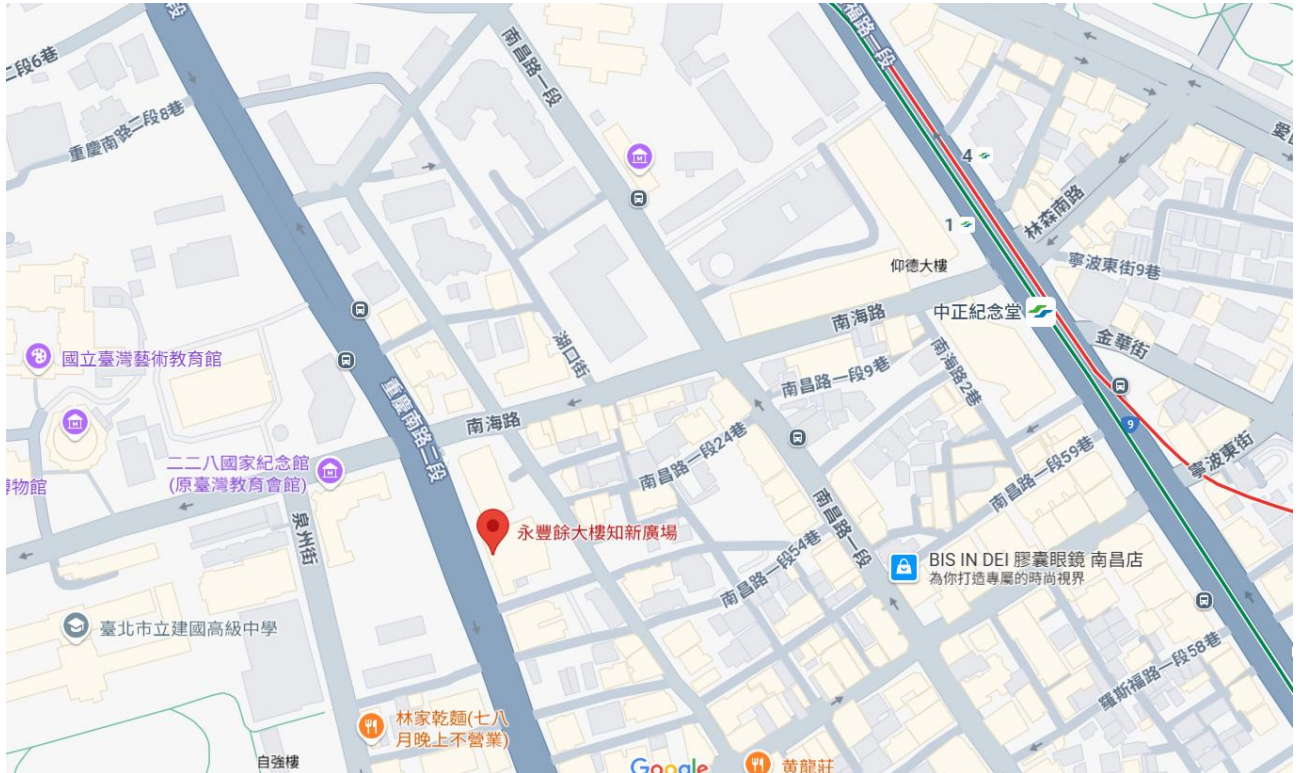 二段6巷
重慶南路二段8巷
南昌路一段
福路二段
4
1
林森南路
寧波東街9巷
仰德大樓
中正紀念堂
金華街
南海路
湖口街
南昌路一段9巷
南海路2巷
國立臺灣藝術教育館
重慶南路二段
南海路
9
寧波東街
二二八國家紀念館
(原臺灣教育會館)
博物館
南昌路一段24巷
南昌路一段59巷
泉州街
永豐餘大樓知新廣場
南昌路一段
南昌路一段54巷
BIS IN DEI 膠囊眼鏡 南昌店
為你打造專屬的時尚視界
臺北市立建國高級中學
羅斯福路一段58巷
林家乾麵(七八
月晚上不營業)
自強樓
Google
黄龍莊